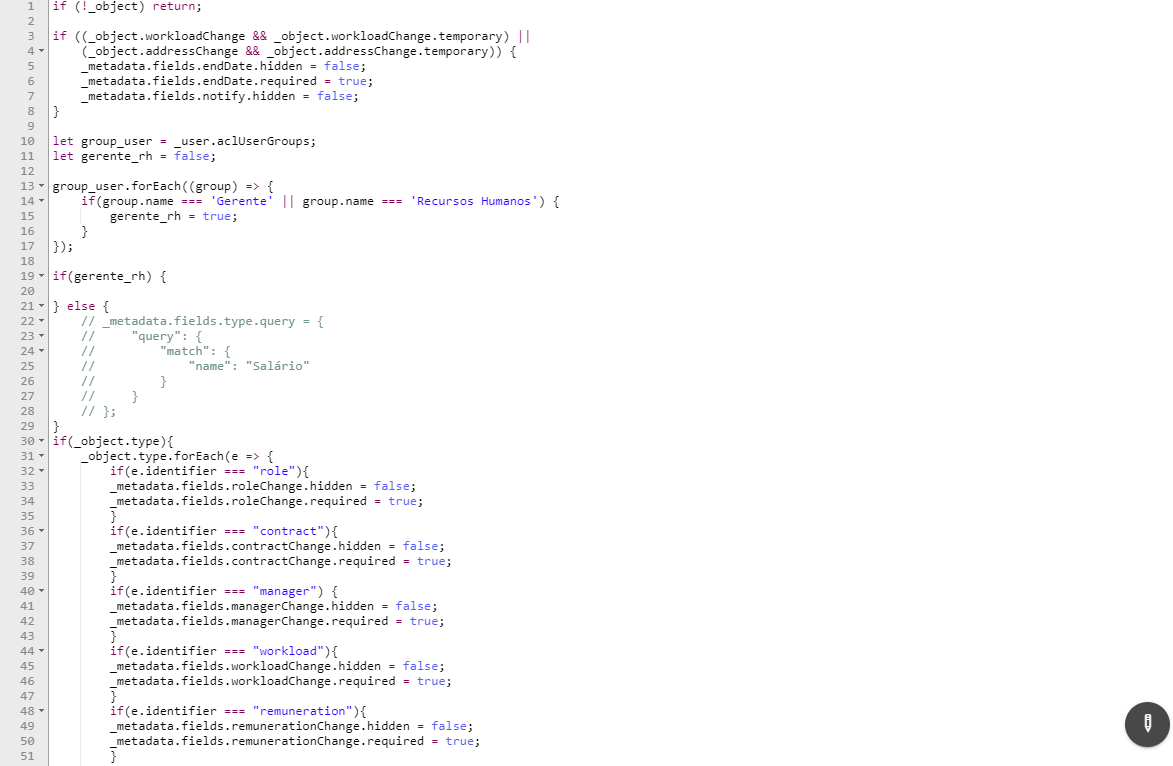 1 if (!_object) return;
2
3 if ((_object.workloadChange && _object.workloadChange.temporary) ||
4     (_object.addressChange && _object.addressChange.temporary)) {
5     _metadata.fields.endDate.hidden = false;
6     _metadata.fields.endDate.required = true;
7     _metadata.fields.notify.hidden = false;
8 }
9
10 let group_user = _user.aclUserGroups;
11 let gerente_rh = false;
12
13 group_user.forEach((group) => {
14     if(group.name === 'Gerente' || group.name === 'Recursos Humanos') {
15         gerente_rh = true;
16     }
17 });
18
19 if(gerente_rh) {
20
21 } else {
22     // _metadata.fields.type.query = {
23     //     "query": {
24     //         "match": {
25     //             "name": "Salário"
26     //         }
27     //     }
28     // };
29 }
30 if(_object.type){
31     _object.type.forEach(e => {
32         if(e.identifier === "role"){
33         _metadata.fields.roleChange.hidden = false;
34         _metadata.fields.roleChange.required = true;
35         }
36         if(e.identifier === "contract"){
37         _metadata.fields.contractChange.hidden = false;
38         _metadata.fields.contractChange.required = true;
39         }
40         if(e.identifier === "manager") {
41         _metadata.fields.managerChange.hidden = false;
42         _metadata.fields.managerChange.required = true;
43         }
44         if(e.identifier === "workload"){
45         _metadata.fields.workloadChange.hidden = false;
46         _metadata.fields.workloadChange.required = true;
47         }
48         if(e.identifier === "remuneration"){
49         _metadata.fields.remunerationChange.hidden = false;
50         _metadata.fields.remunerationChange.required = true;
51         }